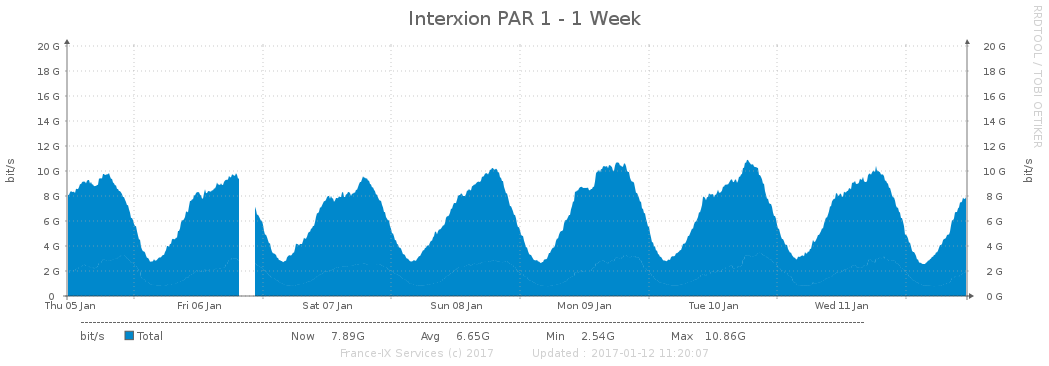 Interxion PAR 1 - 1 Week
RRDTOOL / TOBI OETIKER
bit/s
20 G 20 G
18 G 18 G
16 G 16 G
14 G 14 G
12 G 12 G
10 G 10 G
8 G 8 G
6 G 6 G
4 G 4 G
2 G 2 G
0 0 G
bit/s
Thu 05 Jan Fri 06 Jan Sat 07 Jan Sun 08 Jan Mon 09 Jan Tue 10 Jan Wed 11 Jan
bit/s Total Now 7.89G Avg 6.65G Min 2.54G Max 10.86G
France-IX Services (c) 2017 Updated : 2017-01-12 11:20:07